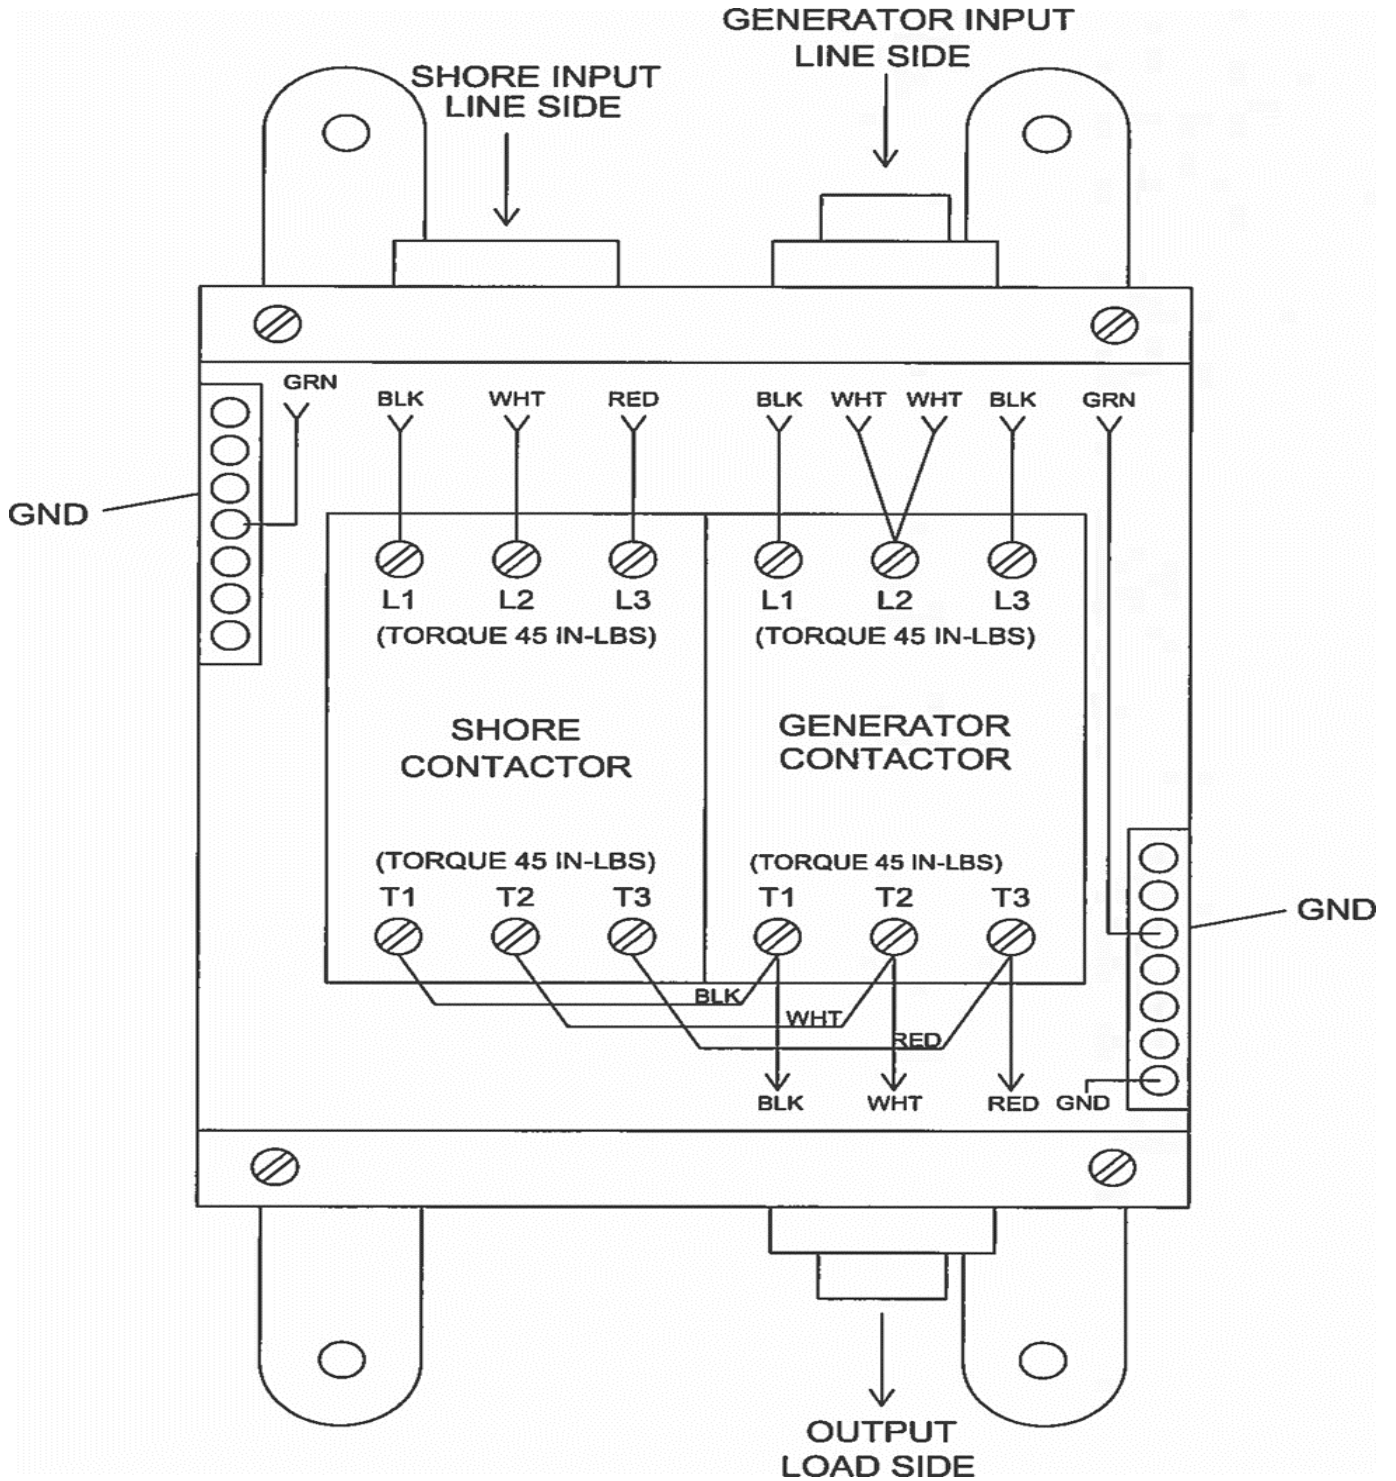 GENERATOR INPUT
LINE SIDE
SHORE INPUT
LINE SIDE
GRN
BLK
WHT
RED
BLK
WHT
WHT
BLK
GRN
GND
L1
L2
L3
L1
L2
L3
(TORQUE 45 IN-LBS)
(TORQUE 45 IN-LBS)
SHORE
CONTACTOR
GENERATOR
CONTACTOR
(TORQUE 45 IN-LBS)
(TORQUE 45 IN-LBS)
T1
T2
T3
T1
T2
T3
GND
BLK
WHT
RED
BLK
WHT
RED
GND
OUTPUT
LOAD SIDE